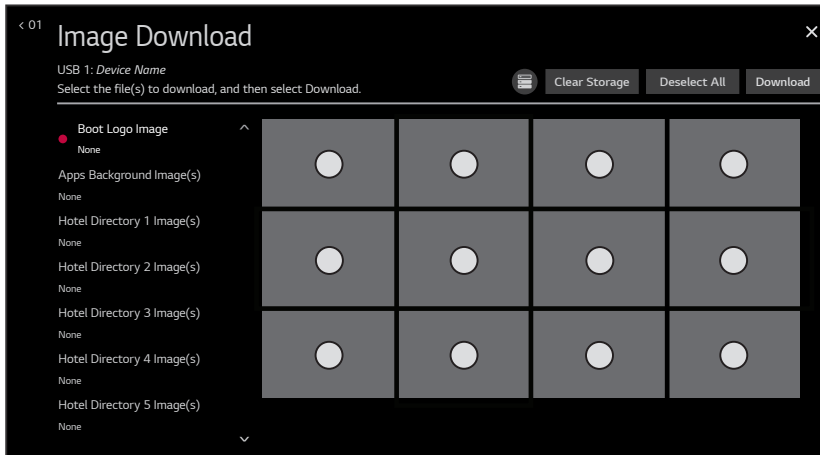 01
Image Download
USB 1: Device Name
Select the file(s) to download, and then select Download.
Clear Storage
Deselect All
Download
Boot Logo Image
None
Apps Background Image(s)
None
Hotel Directory 1 Image(s)
None
Hotel Directory 2 Image(s)
None
Hotel Directory 3 Image(s)
None
Hotel Directory 4 Image(s)
None
Hotel Directory 5 Image(s)
None